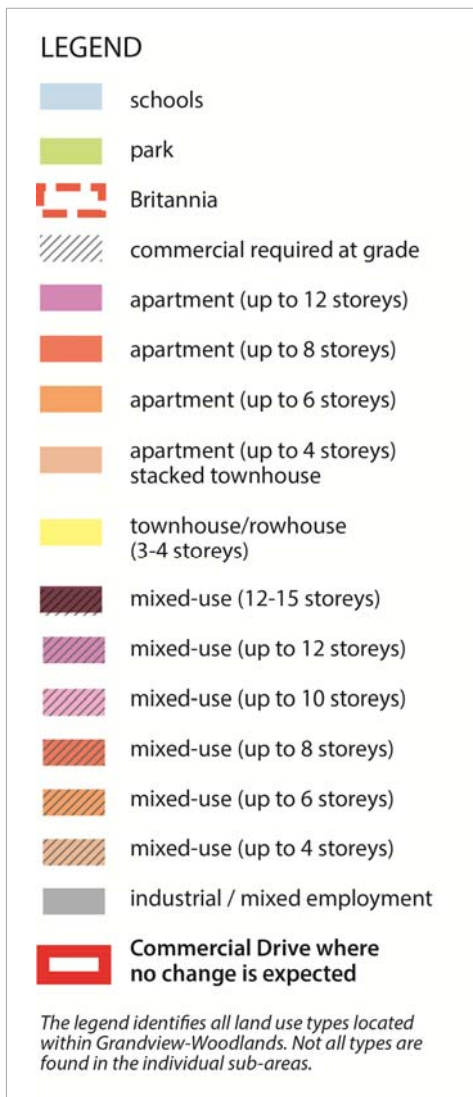 LEGEND
schools
park
Britannia
commercial required at grade
apartment (up to 12 storeys)
apartment (up to 8 storeys)
apartment (up to 6 storeys)
apartment (up to 4 storeys)
stacked townhouse
townhouse/rowhouse
(3-4 storeys)
mixed-use (12-15 storeys)
mixed-use (up to 12 storeys)
mixed-use (up to 10 storeys)
mixed-use (up to 8 storeys)
mixed-use (up to 6 storeys)
mixed-use (up to 4 storeys)
industrial / mixed employment
Commercial Drive where
no change is expected
The legend identifies all land use types located
within Grandview-Woodlands. Not all types are
found in the individual sub-areas.